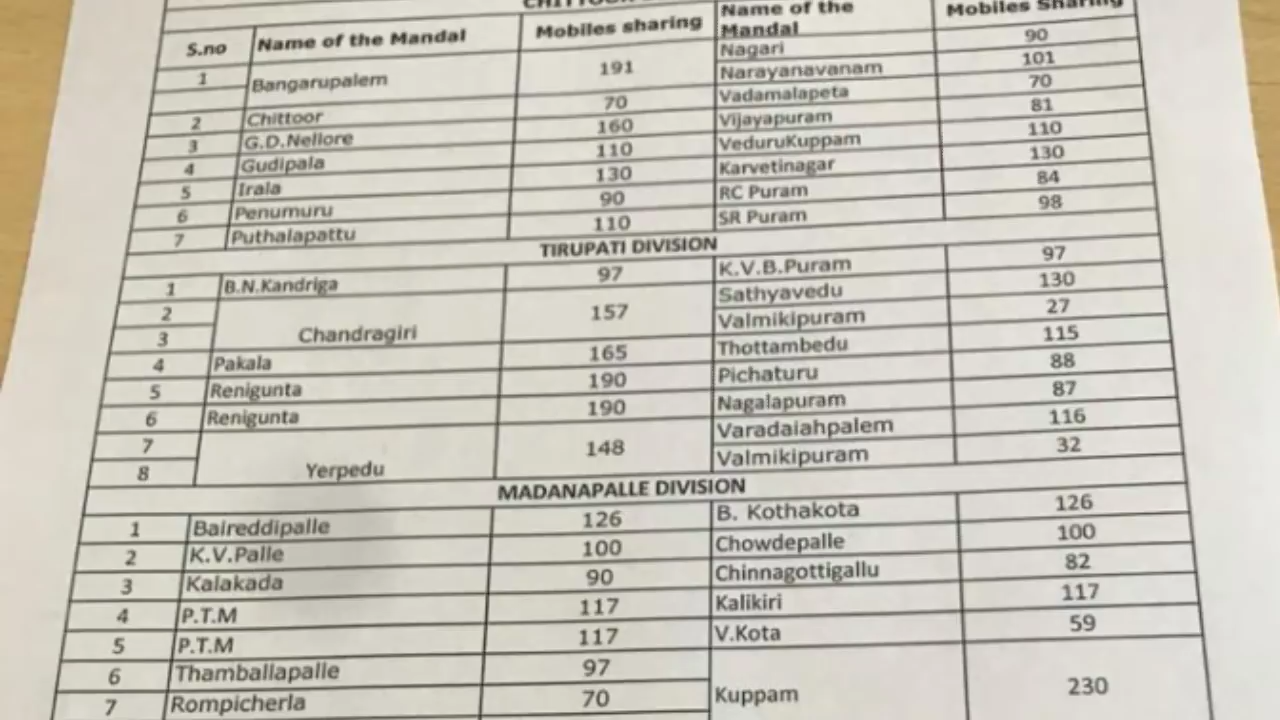 CHITTOOR
S.no Name of the Mandal Mobiles sharing Name of the Mandal Mobiles Sharing
1 Bangarupalem 191 Nagari 90
Narayanavanam 101
2 Chittoor 70 Vadamalapeta 70
3 G.D.Nellore 160 Vijayapuram 81
4 Gudipala 110 VeduruKuppam 110
5 Irala 130 Karvetinagar 130
6 Penumuru 90 RC Puram 84
7 Puthalapattu 110 SR Puram 98
TIRUPATI DIVISION
1 B.N.Kandriga 97 K.V.B.Puram 97
2 Sathyavedu 130
3 Chandragiri 157 Valmikipuram 27
4 Pakala 165 Thottambedu 115
5 Renigunta 190 Pichaturu 88
6 Renigunta 190 Nagalapuram 87
7 Varadaiahpalem 116
8 Yerpedu 148 Valmikipuram 32
MADANAPALLE DIVISION
1 Baireddipalle 126 B. Kothakota 126
2 K.V.Palle 100 Chowdepalle 100
3 Kalakada 90 Chinnagottigallu 82
4 P.T.M 117 Kalikiri 117
5 P.T.M 117 V.Kota 59
6 Thamballapalle 97 Kuppam 230
7 Rompicherla 70